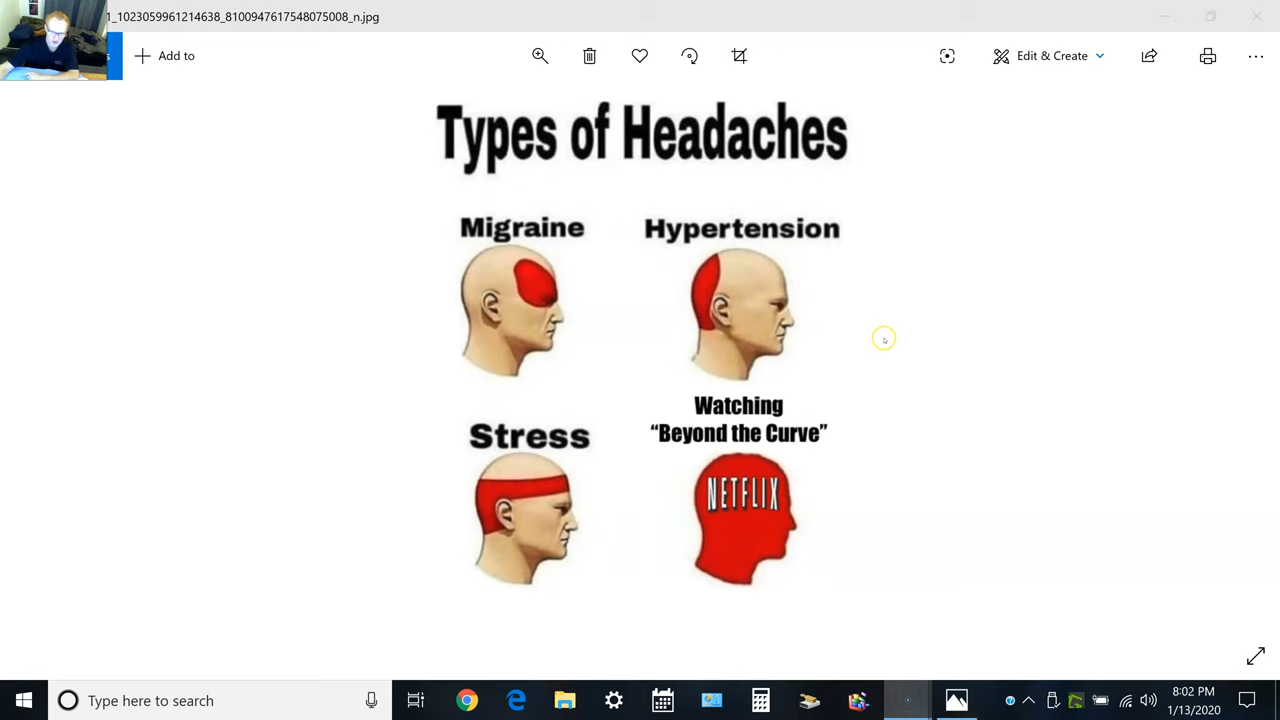 1_1023059961214638_8100947617548075008_n.jpg
Add to
Edit & Create
Types of Headaches
Migraine
Hypertension
Stress
Watching
“Beyond the Curve”
NETFLIX
Type here to search
8:02 PM
1/13/2020